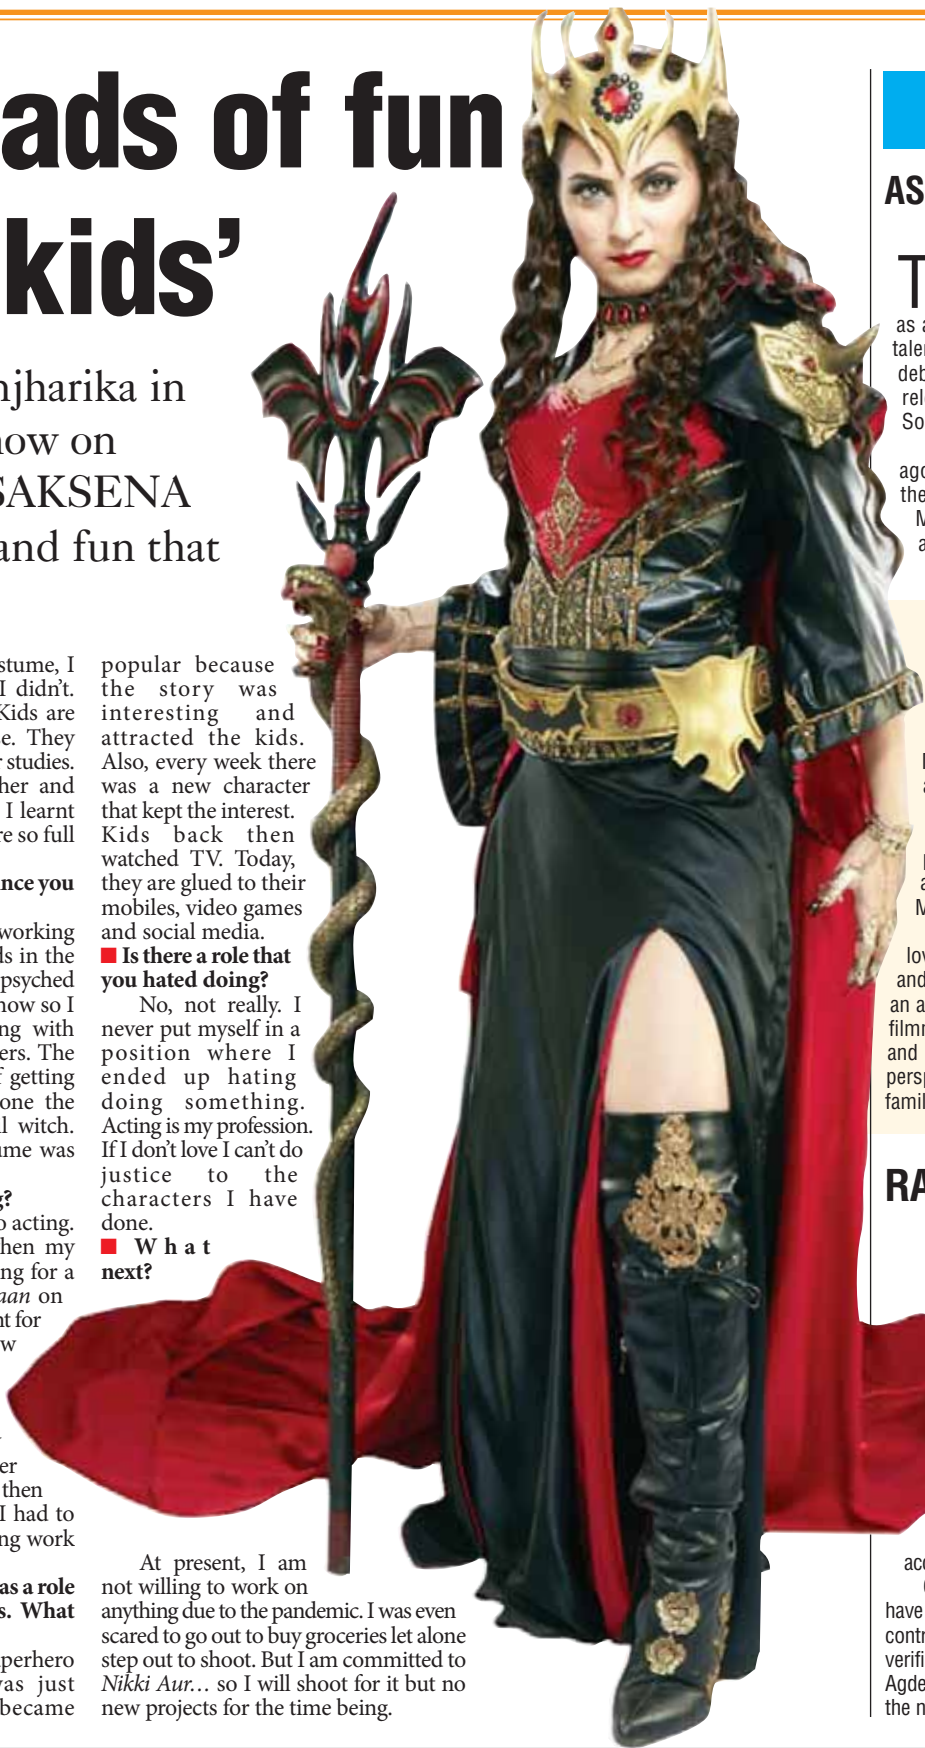 ads of fun
kids’
njharika in
now on
SAKSENA
and fun that
stume, I
I didn’t.
Kids are
e. They
r studies.
her and
I learnt
re so full
nce you
working
ds in the
psyched
how so I
ng with
ers. The
f getting
one the
l witch.
ume was
g?
o acting.
hen my
ng for a
aan on
nt for
w
er
then
I had to
ng work
as a role
s. What
perhero
was just
became
popular because
the story was
interesting and
attracted the kids.
Also, every week there
was a new character
that kept the interest.
Kids back then
watched TV. Today,
they are glued to their
mobiles, video games
and social media.
■ Is there a role that
you hated doing?
No, not really. I
never put myself in a
position where I
ended up hating
doing something.
Acting is my profession.
If I don’t love I can’t do
justice to the
characters I have
done.
■ What
next?
At present, I am
not willing to work on
anything due to the pandemic. I was even
scared to go out to buy groceries let alone
step out to shoot. But I am committed to
Nikki Aur... so I will shoot for it but no
new projects for the time being.
AS
T
as a
taler
deb
rel
So
ago
the
M
a
a
a
M
lov
and
an a
filmr
and
persp
famil
RA
acc
have
contr
verifi
Agde
the n